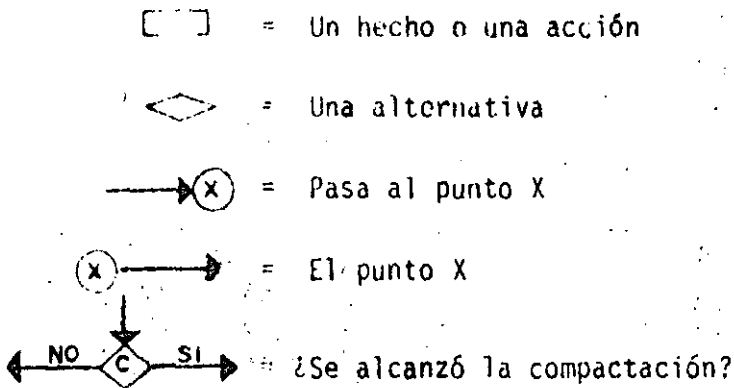 = Un hecho o una acción
= Una alternativa
X = Pasa al punto X
X = El punto X
NO C SI = ¿Se alcanzó la compactación?